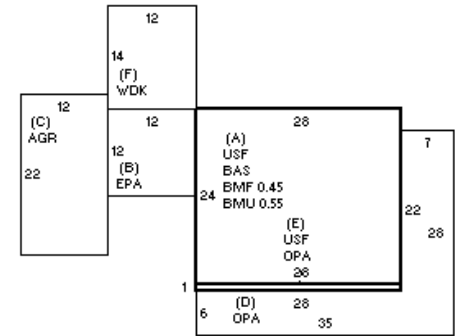 12
14
(F)
WDK
12
(C)
AGR
22
12
12
(B)
EPA
28
(A)
USF
BAS
BMF 0.45
BMU 0.55
24
(E)
USF
OPA
28
7
22
28
1
6
(D)
OPA
28
35